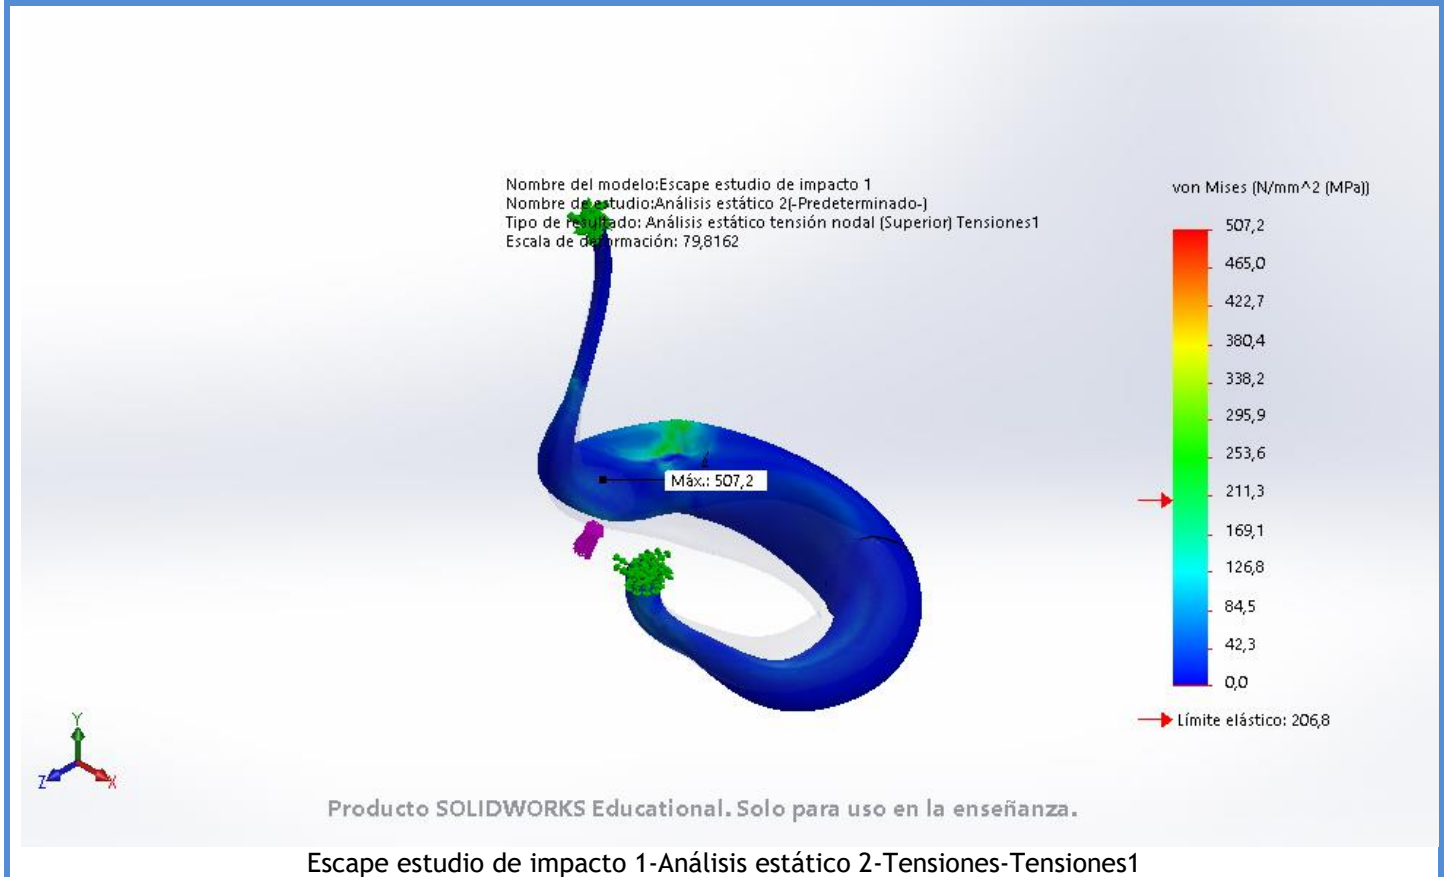 Nombre del modelo:Escape estudio de impacto 1
Nombre de estudio:Análisis estático 2(-Predeterminado-)
Tipo de resultado: Análisis estático tensión nodal (Superior) Tensiones1
Escala de deformación: 79,8162
von Mises (N/mm^2 (MPa))
507,2
465,0
422,7
380,4
338,2
295,9
253,6
211,3
169,1
126,8
84,5
42,3
0,0
Límite elástico: 206,8
Máx.: 507,2
Y
Z
X
Producto SOLIDWORKS Educational. Solo para uso en la enseñanza.
Escape estudio de impacto 1-Análisis estático 2-Tensiones-Tensiones1